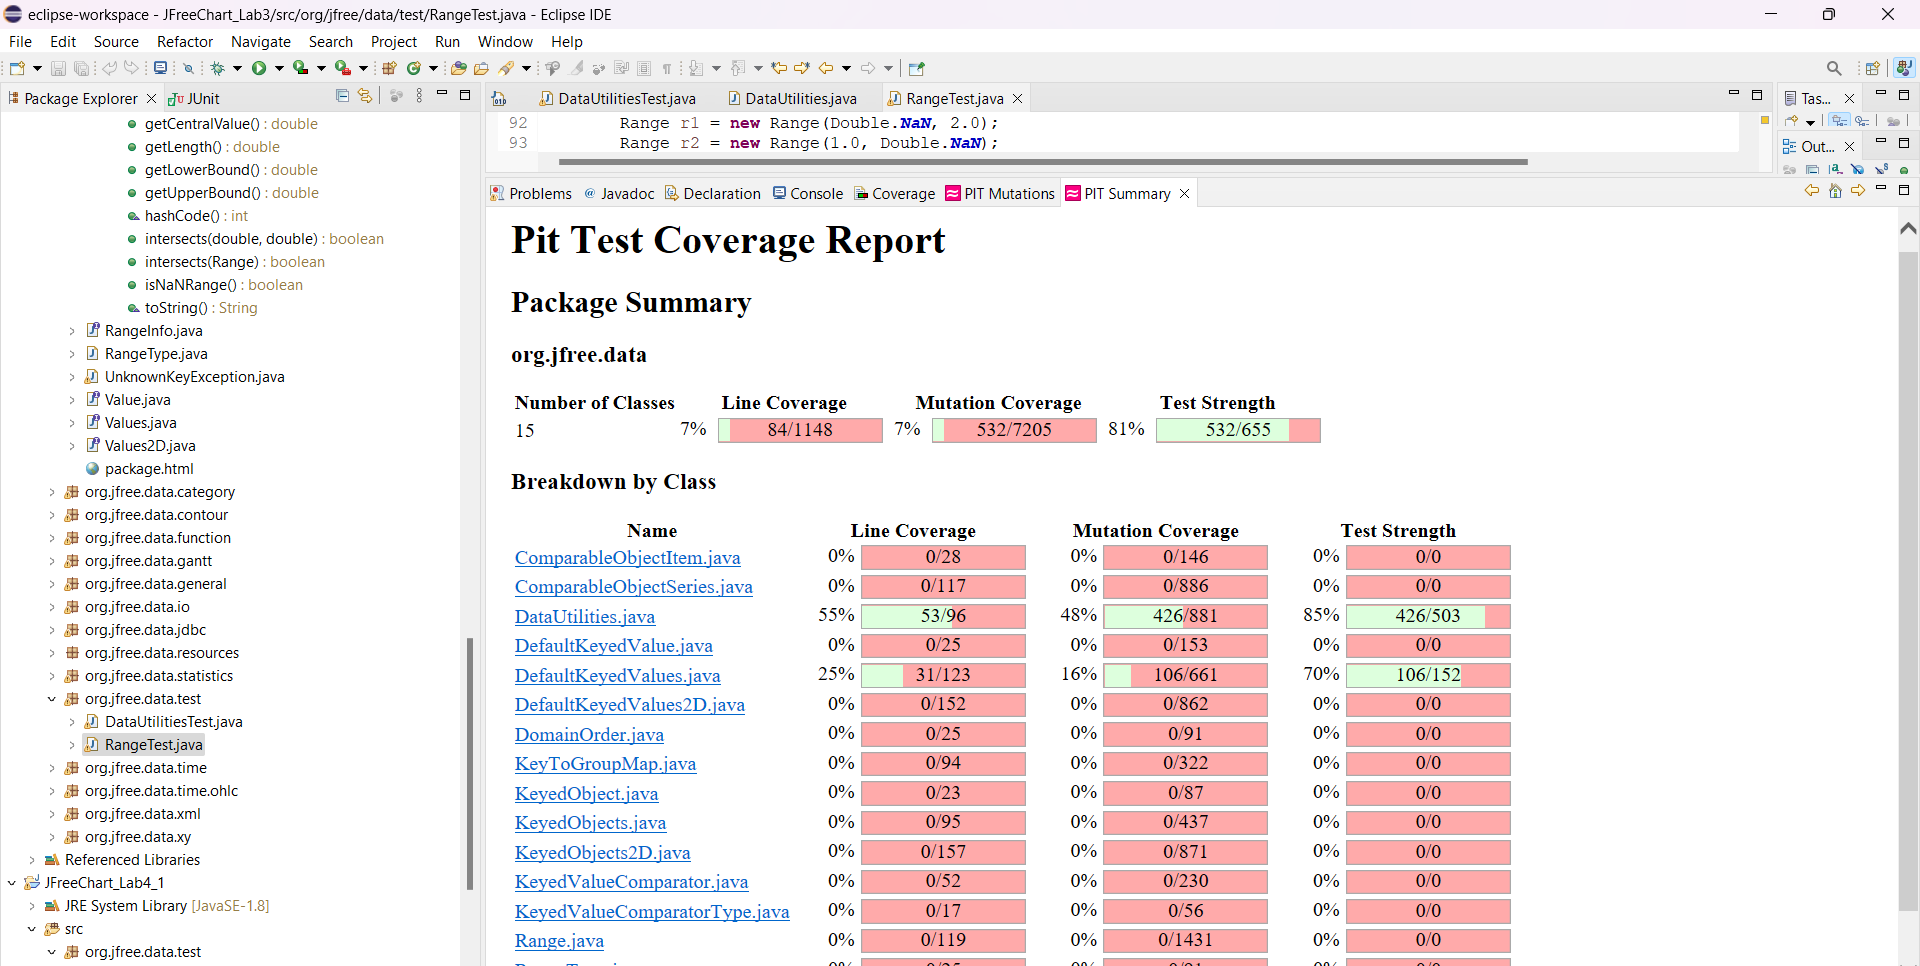 eclipse-workspace - JFreeChart_Lab3/src/org/jfree/data/test/RangeTest.java - Eclipse IDE
File Edit Source Refactor Navigate Search Project Run Window Help
Package Explorer JUnit
getCentralValue() : double
getLength() : double
getLowerBound() : double
getUpperBound() : double
hashCode() : int
intersects(double, double) : boolean
intersects(Range) : boolean
isNaNRange() : boolean
toString() : String
RangeInfo.java
RangeType.java
UnknownKeyException.java
Value.java
Values.java
Values2D.java
package.html
org.jfree.data.category
org.jfree.data.contour
org.jfree.data.function
org.jfree.data.gantt
org.jfree.data.general
org.jfree.data.io
org.jfree.data.jdbc
org.jfree.data.resources
org.jfree.data.statistics
org.jfree.data.test
DataUtilitiesTest.java
RangeTest.java
org.jfree.data.time
org.jfree.data.time.ohlc
org.jfree.data.xml
org.jfree.data.xy
Referenced Libraries
JFreeChart_Lab4_1
JRE System Library [JavaSE-1.8]
src
org.jfree.data.test
DataUtilitiesTest.java DataUtilities.java RangeTest.java
92 Range r1 = new Range(Double.NaN, 2.0);
93 Range r2 = new Range(1.0, Double.NaN);
Tas...
Out...
Problems @ Javadoc Declaration Console Coverage PIT Mutations PIT Summary
Pit Test Coverage Report
Package Summary
org.jfree.data
Number of Classes Line Coverage Mutation Coverage Test Strength
15 7% 84/1148 7% 532/7205 81% 532/655
Breakdown by Class
Name Line Coverage Mutation Coverage Test Strength
ComparableObjectItem.java 0% 0/28 0% 0/146 0% 0/0
ComparableObjectSeries.java 0% 0/117 0% 0/886 0% 0/0
DataUtilities.java 55% 53/96 48% 426/881 85% 426/503
DefaultKeyedValue.java 0% 0/25 0% 0/153 0% 0/0
DefaultKeyedValues.java 25% 31/123 16% 106/661 70% 106/152
DefaultKeyedValues2D.java 0% 0/152 0% 0/862 0% 0/0
DomainOrder.java 0% 0/25 0% 0/91 0% 0/0
KeyToGroupMap.java 0% 0/94 0% 0/322 0% 0/0
KeyedObject.java 0% 0/23 0% 0/87 0% 0/0
KeyedObjects.java 0% 0/95 0% 0/437 0% 0/0
KeyedObjects2D.java 0% 0/157 0% 0/871 0% 0/0
KeyedValueComparator.java 0% 0/52 0% 0/230 0% 0/0
KeyedValueComparatorType.java 0% 0/17 0% 0/56 0% 0/0
Range.java 0% 0/119 0% 0/1431 0% 0/0